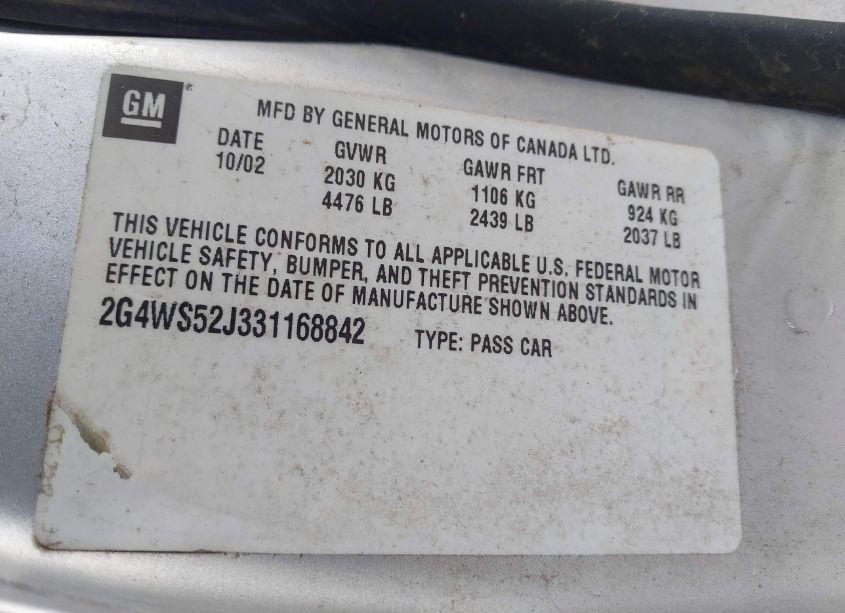 GM
MFD BY GENERAL MOTORS OF CANADA LTD.
DATE GVWR GAWR FRT GAWR RR
10/02 2030 KG 1106 KG 924 KG
4476 LB 2439 LB 2037 LB
THIS VEHICLE CONFORMS TO ALL APPLICABLE U.S. FEDERAL MOTOR
VEHICLE SAFETY, BUMPER, AND THEFT PREVENTION STANDARDS IN
EFFECT ON THE DATE OF MANUFACTURE SHOWN ABOVE.
2G4WS52J331168842 TYPE: PASS CAR